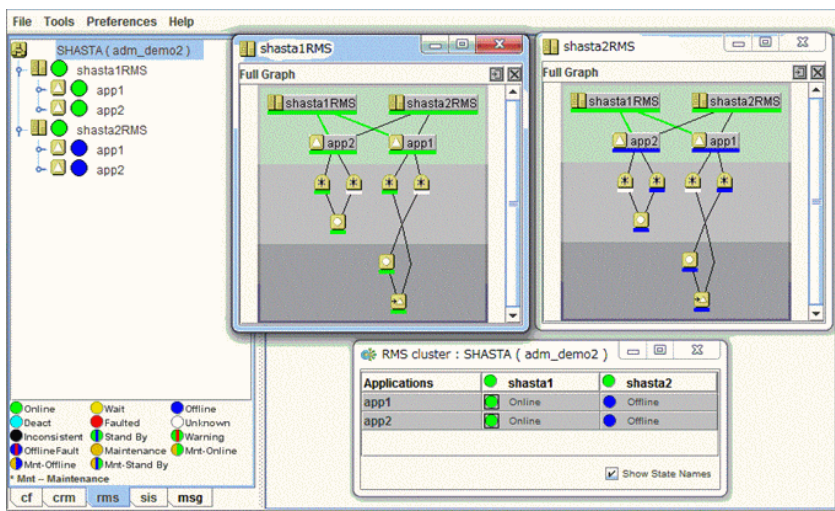 File Tools Preferences Help
SHASTA ( adm_demo2 )
shasta1RMS
app1
app2
shasta2RMS
app1
app2
Online Wait Offline
Deact Faulted Unknown
Inconsistent Stand By Warning
OfflineFault Maintenance Mnt-Online
Mnt-Offline Mnt-Stand By
* Mnt -- Maintenance
cf crm rms sis msg
shasta1RMS
Full Graph
shasta1RMS shasta2RMS
app2 app1
shasta2RMS
Full Graph
shasta1RMS shasta2RMS
app2 app1
RMS cluster : SHASTA ( adm_demo2 )
Applications shasta1 shasta2
app1 Online Offline
app2 Online Offline
Show State Names